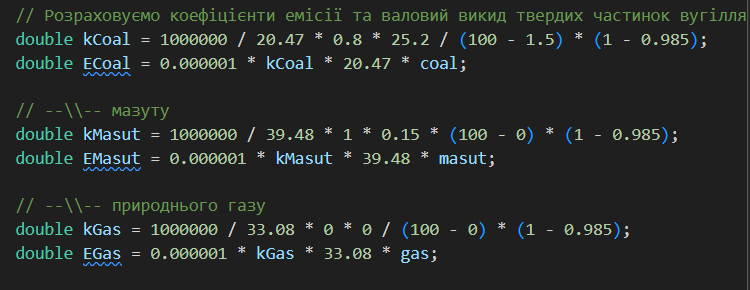 // Розраховуємо коефіцієнти емісії та валовий викид твердих частинок вугілля
double kCoal = 1000000 / 20.47 * 0.8 * 25.2 / (100 - 1.5) * (1 - 0.985);
double ECoal = 0.000001 * kCoal * 20.47 * coal;
// --\\-- мазуту
double kMasut = 1000000 / 39.48 * 1 * 0.15 * (100 - 0) * (1 - 0.985);
double EMasut = 0.000001 * kMasut * 39.48 * masut;
// --\\-- природнього газу
double kGas = 1000000 / 33.08 * 0 * 0 / (100 - 0) * (1 - 0.985);
double EGas = 0.000001 * kGas * 33.08 * gas;